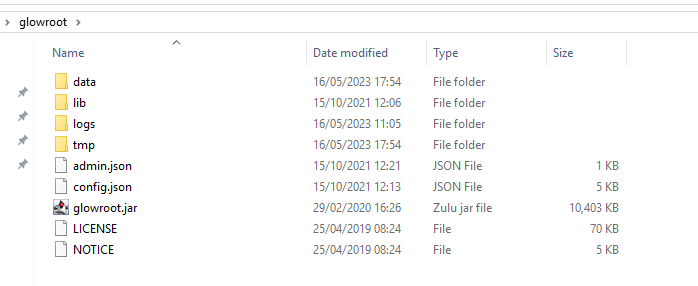 glowroot
Name Date modified Type Size
data 16/05/2023 17:54 File folder
lib 15/10/2021 12:06 File folder
logs 16/05/2023 11:05 File folder
tmp 16/05/2023 17:54 File folder
admin.json 15/10/2021 12:21 JSON File 1 KB
config.json 15/10/2021 12:13 JSON File 5 KB
glowroot.jar 29/02/2020 16:26 Zulu jar file 10,403 KB
LICENSE 25/04/2019 08:24 File 70 KB
NOTICE 25/04/2019 08:24 File 5 KB